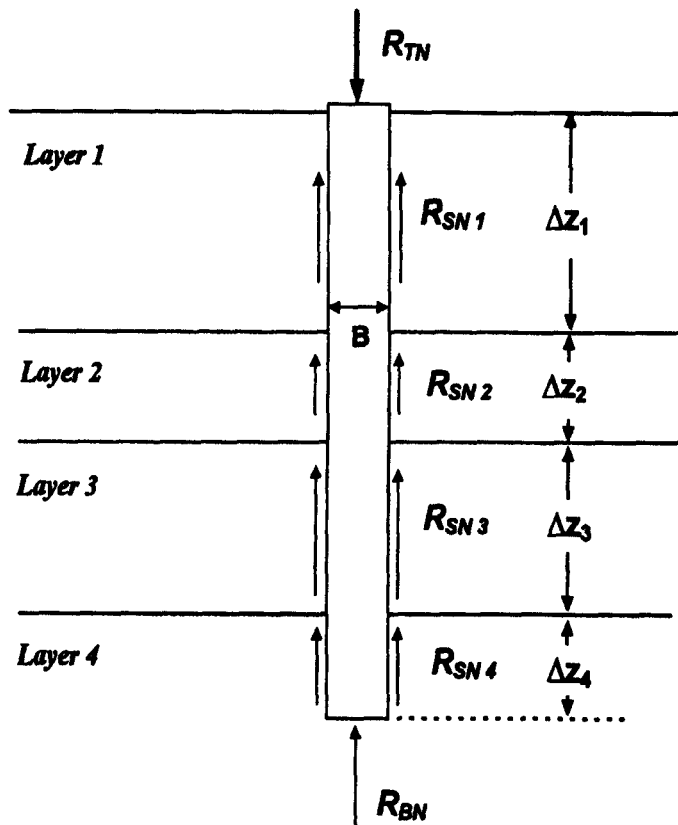 R_TN
Layer 1
R_SN 1
Δz_1
B
Layer 2
R_SN 2
Δz_2
Layer 3
R_SN 3
Δz_3
Layer 4
R_SN 4
Δz_4
R_BN